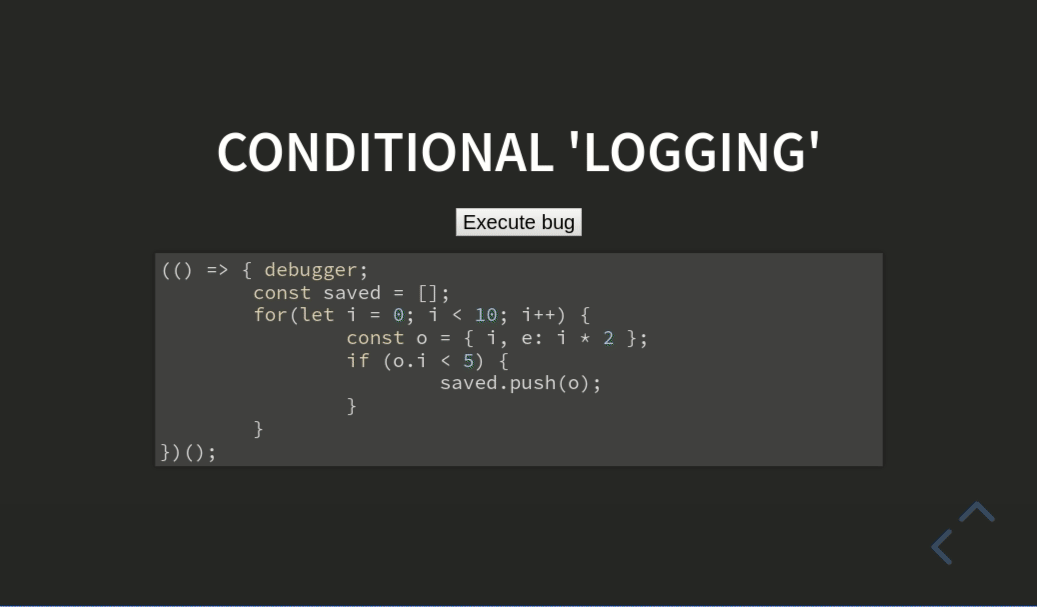 CONDITIONAL 'LOGGING'
Execute bug
(() => { debugger;
        const saved = [];
        for(let i = 0; i < 10; i++) {
                const o = { i, e: i * 2 };
                if (o.i < 5) {
                        saved.push(o);
                }
        }
})();